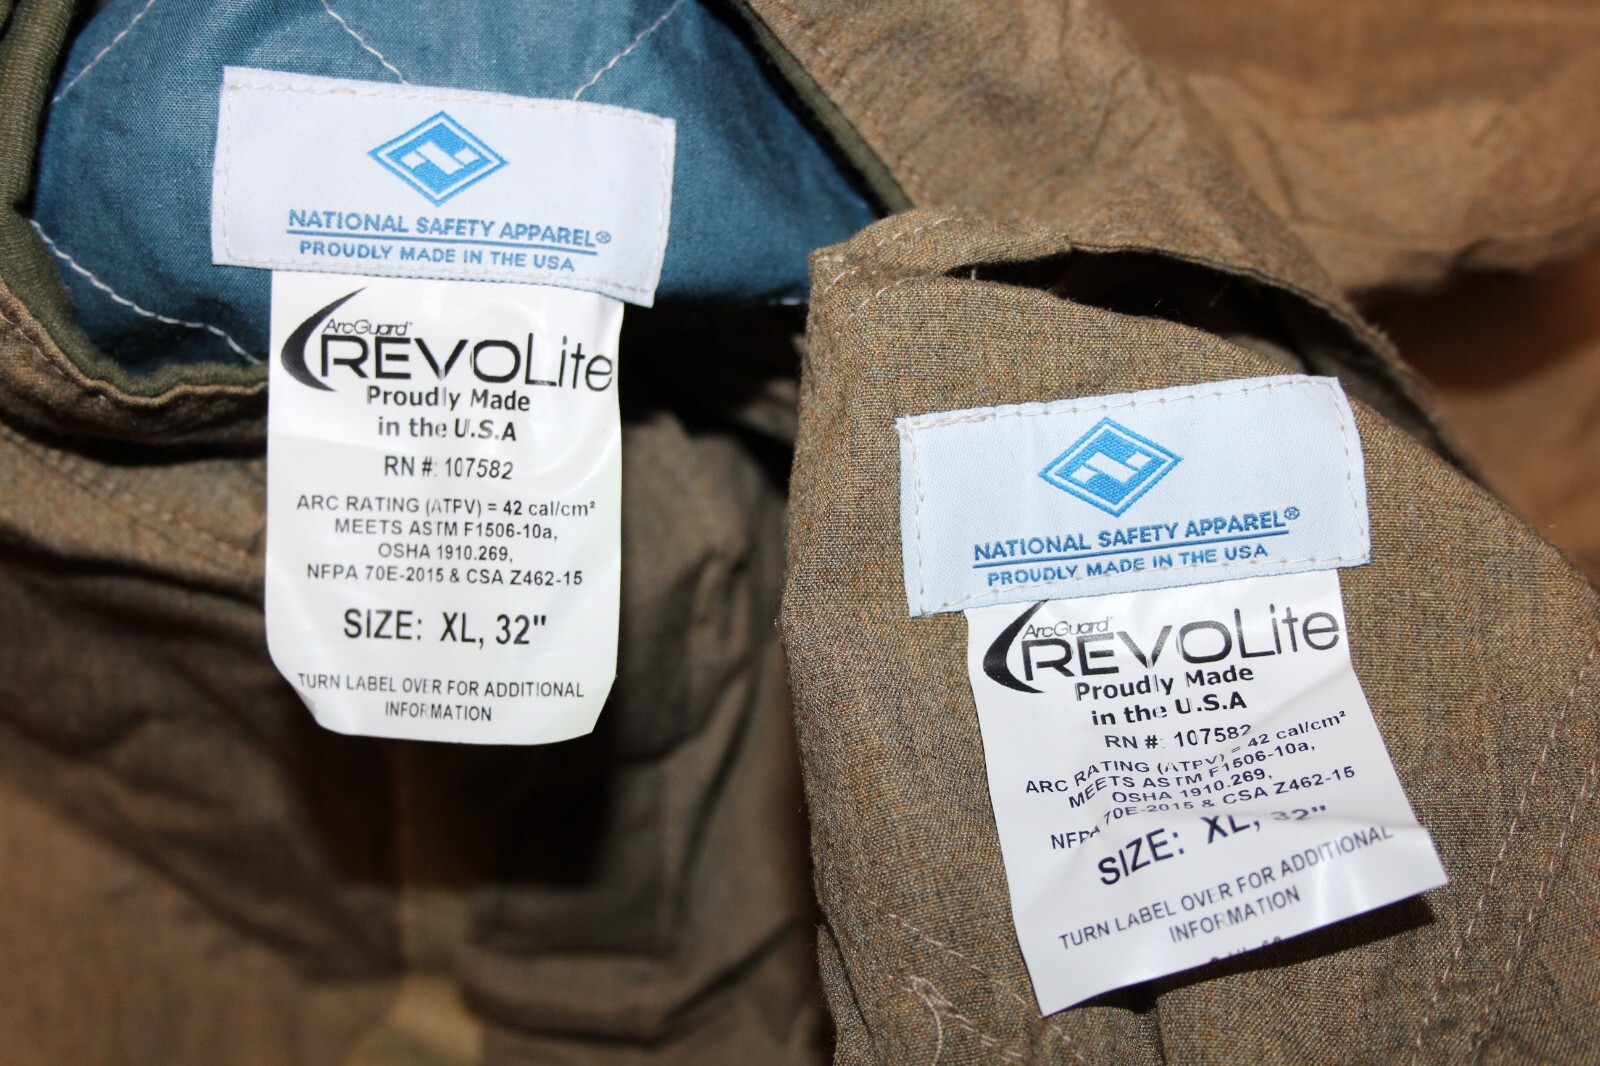 NATIONAL SAFETY APPAREL®
PROUDLY MADE IN THE USA
ArcGuard™
REVOLite
Proudly Made
in the U.S.A
RN #: 107582
ARC RATING (ATPV) = 42 cal/cm²
MEETS ASTM F1506-10a,
OSHA 1910.269,
NFPA 70E-2015 & CSA Z462-15
SIZE: XL, 32"
TURN LABEL OVER FOR ADDITIONAL
INFORMATION
NATIONAL SAFETY APPAREL®
PROUDLY MADE IN THE USA
ArcGuard™
REVOLite
Proudly Made
in the U.S.A
RN #: 107582
ARC RATING (ATPV) = 42 cal/cm²
MEETS ASTM F1506-10a,
OSHA 1910.269,
NFPA 70E-2015 & CSA Z462-15
SIZE: XL, 32"
TURN LABEL OVER FOR ADDITIONAL
INFORMATION